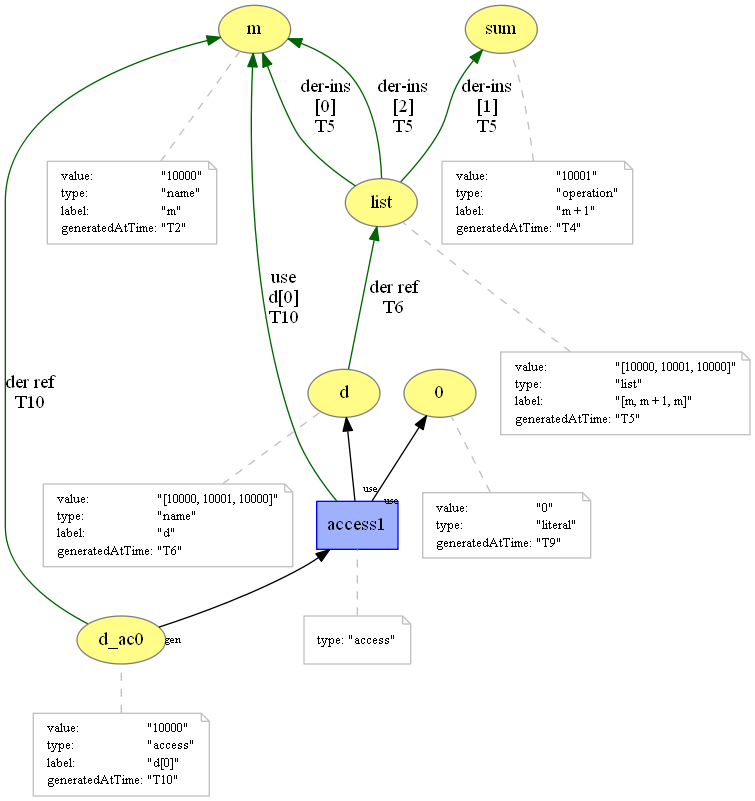 m
sum
der-ins
[0]
T5
der-ins
[2]
T5
der-ins
[1]
T5
value: "10000"
type: "name"
label: "m"
generatedAtTime: "T2"
value: "10001"
type: "operation"
label: "m + 1"
generatedAtTime: "T4"
list
use
d[0]
T10
der ref
T6
der ref
T10
value: "[10000, 10001, 10000]"
type: "list"
label: "[m, m + 1, m]"
generatedAtTime: "T5"
d
0
use
use
value: "[10000, 10001, 10000]"
type: "name"
label: "d"
generatedAtTime: "T6"
access1
value: "0"
type: "literal"
generatedAtTime: "T9"
d_ac0
gen
type: "access"
value: "10000"
type: "access"
label: "d[0]"
generatedAtTime: "T10"